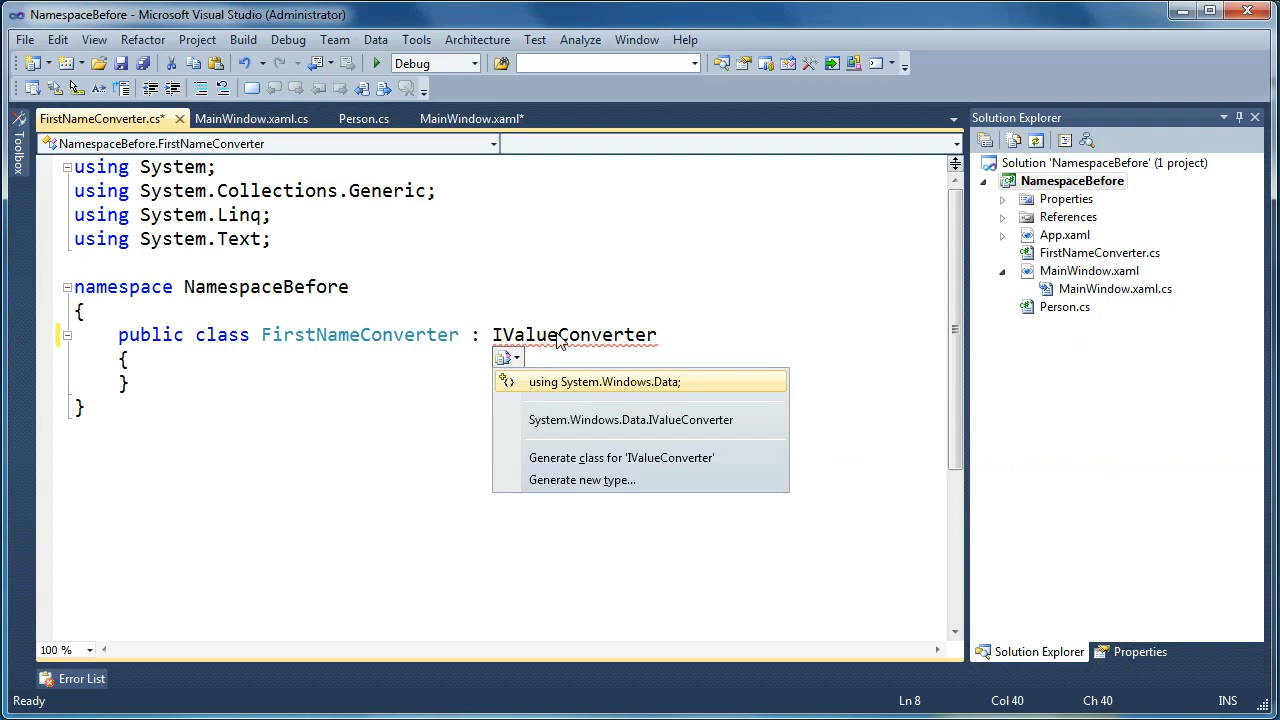 NamespaceBefore - Microsoft Visual Studio (Administrator)
File Edit View Refactor Project Build Debug Team Data Tools Architecture Test Analyze Window Help
Debug
FirstNameConverter.cs* MainWindow.xaml.cs Person.cs MainWindow.xaml*
NamespaceBefore.FirstNameConverter
Toolbox
using System;
using System.Collections.Generic;
using System.Linq;
using System.Text;
namespace NamespaceBefore
{
public class FirstNameConverter : IValueConverter
{
}
}
using System.Windows.Data;
System.Windows.Data.IValueConverter
Generate class for 'IValueConverter'
Generate new type...
100 %
Solution Explorer
Solution 'NamespaceBefore' (1 project)
NamespaceBefore
Properties
References
App.xaml
FirstNameConverter.cs
MainWindow.xaml
MainWindow.xaml.cs
Person.cs
Solution Explorer Properties
Error List
Ready Ln 8 Col 40 Ch 40 INS